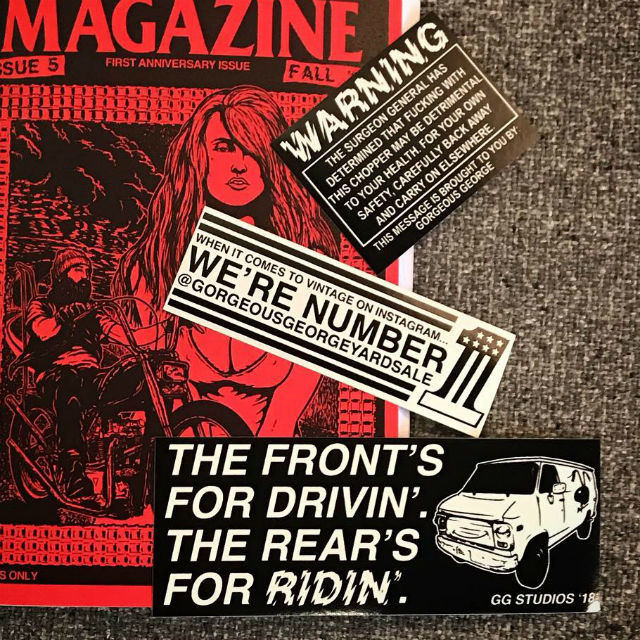 MAGAZINE
SSUE 5
FIRST ANNIVERSARY ISSUE
FALL
S ONLY
WARNING
THE SURGEON GENERAL HAS
DETERMINED THAT FUCKING WITH
THIS CHOPPER MAY BE DETRIMENTAL
TO YOUR HEALTH. FOR YOUR OWN
SAFETY, CAREFULLY BACK AWAY
AND CARRY ON ELSEWHERE
THIS MESSAGE IS BROUGHT TO YOU BY:
GORGEOUS GEORGE
WHEN IT COMES TO VINTAGE ON INSTAGRAM...
WE'RE NUMBER 1
@GORGEOUSGEORGEYARDSALE
THE FRONT'S
FOR DRIVIN'.
THE REAR'S
FOR RIDIN'.
GG STUDIOS '18